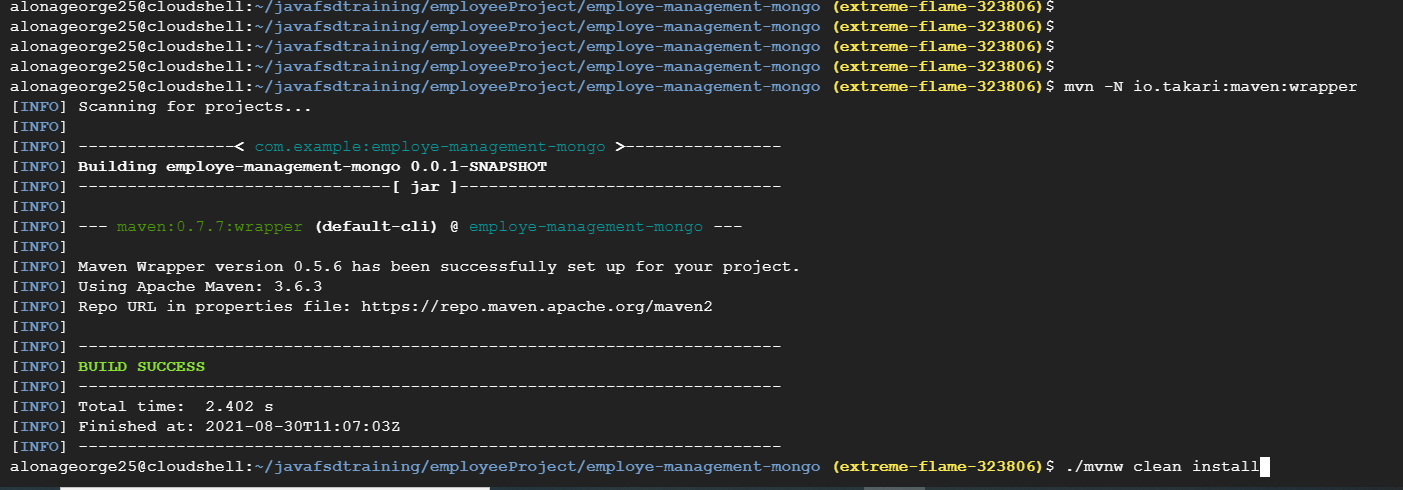 alonageorge25@cloudshell:~/javafsdtraining/employeeProject/employe-management-mongo (extreme-flame-323806)$
alonageorge25@cloudshell:~/javafsdtraining/employeeProject/employe-management-mongo (extreme-flame-323806)$
alonageorge25@cloudshell:~/javafsdtraining/employeeProject/employe-management-mongo (extreme-flame-323806)$
alonageorge25@cloudshell:~/javafsdtraining/employeeProject/employe-management-mongo (extreme-flame-323806)$
alonageorge25@cloudshell:~/javafsdtraining/employeeProject/employe-management-mongo (extreme-flame-323806)$ mvn -N io.takari:maven:wrapper
[INFO] Scanning for projects...
[INFO]
[INFO] ----------------< com.example:employe-management-mongo >----------------
[INFO] Building employe-management-mongo 0.0.1-SNAPSHOT
[INFO] --------------------------------[ jar ]---------------------------------
[INFO]
[INFO] --- maven:0.7.7:wrapper (default-cli) @ employe-management-mongo ---
[INFO]
[INFO] Maven Wrapper version 0.5.6 has been successfully set up for your project.
[INFO] Using Apache Maven: 3.6.3
[INFO] Repo URL in properties file: https://repo.maven.apache.org/maven2
[INFO]
[INFO] ------------------------------------------------------------------------
[INFO] BUILD SUCCESS
[INFO] ------------------------------------------------------------------------
[INFO] Total time:  2.402 s
[INFO] Finished at: 2021-08-30T11:07:03Z
[INFO] ------------------------------------------------------------------------
alonageorge25@cloudshell:~/javafsdtraining/employeeProject/employe-management-mongo (extreme-flame-323806)$ ./mvnw clean install